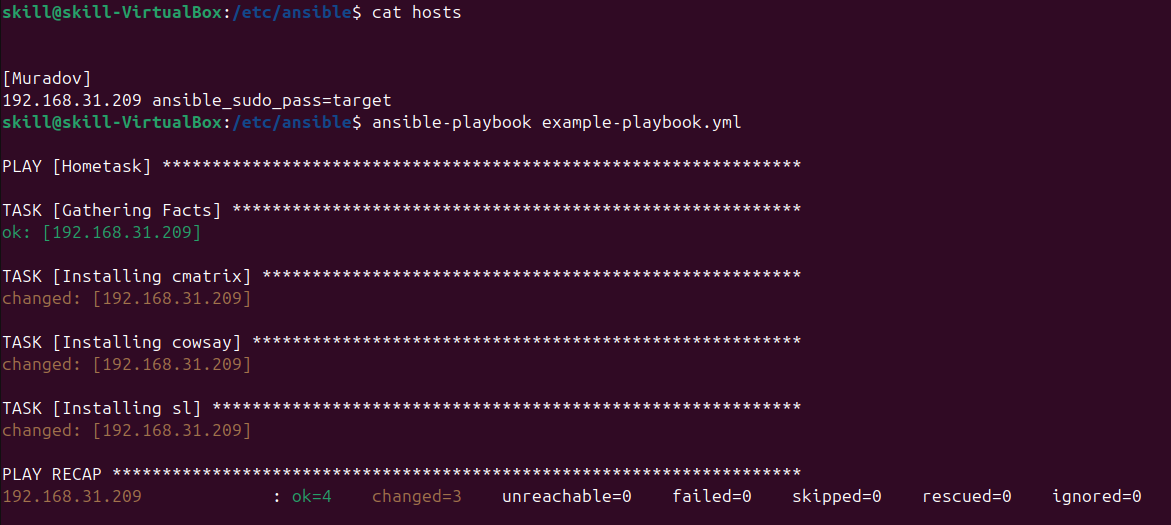 skill@skill-VirtualBox:/etc/ansible$ cat hosts
[Muradov]
192.168.31.209 ansible_sudo_pass=target
skill@skill-VirtualBox:/etc/ansible$ ansible-playbook example-playbook.yml
PLAY [Hometask] ****************************************************************
TASK [Gathering Facts] *********************************************************
ok: [192.168.31.209]
TASK [Installing cmatrix] ******************************************************
changed: [192.168.31.209]
TASK [Installing cowsay] *******************************************************
changed: [192.168.31.209]
TASK [Installing sl] ***********************************************************
changed: [192.168.31.209]
PLAY RECAP *********************************************************************
192.168.31.209             : ok=4    changed=3    unreachable=0    failed=0    skipped=0    rescued=0    ignored=0